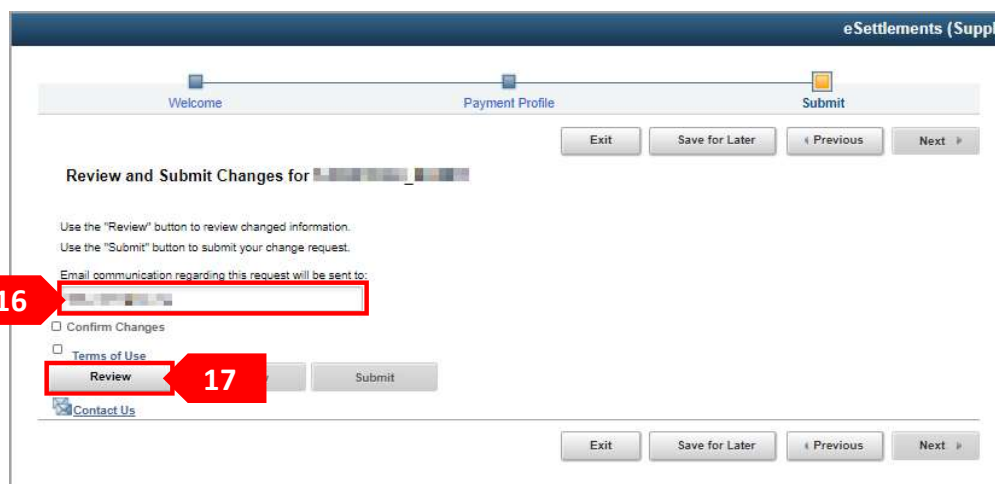 eSettlements (Suppl
Welcome Payment Profile Submit
Exit Save for Later Previous Next
Review and Submit Changes for
Use the "Review" button to review changed information.
Use the "Submit" button to submit your change request.
Email communication regarding this request will be sent to:
16
Confirm Changes
Terms of Use
Review 17 Submit
Contact Us
Exit Save for Later Previous Next